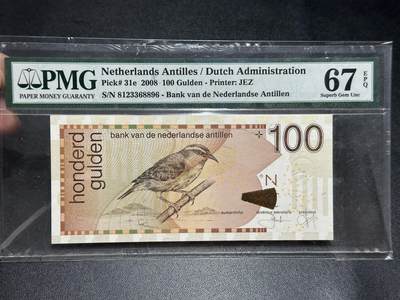 PMG
PAPER MONEY GUARANTY
Netherlands Antilles / Dutch Administration
Pick# 31e 2008 100 Gulden - Printer: JEZ
S/N 8123368896 - Bank van de Nederlandse Antillen
67
EPQ
Superb Gem Unc
honderd
gulden
bank van de nederlandse antillen
100